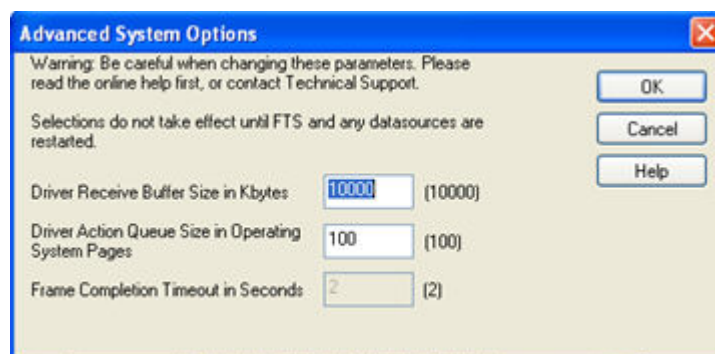 Advanced System Options
Warning: Be careful when changing these parameters. Please
read the online help first, or contact Technical Support.
OK
Selections do not take effect until FTS and any datasources are
restarted.
Cancel
Help
Driver Receive Buffer Size in Kbytes 10000 (10000)
Driver Action Queue Size in Operating
System Pages 100 (100)
Frame Completion Timeout in Seconds 2 (2)